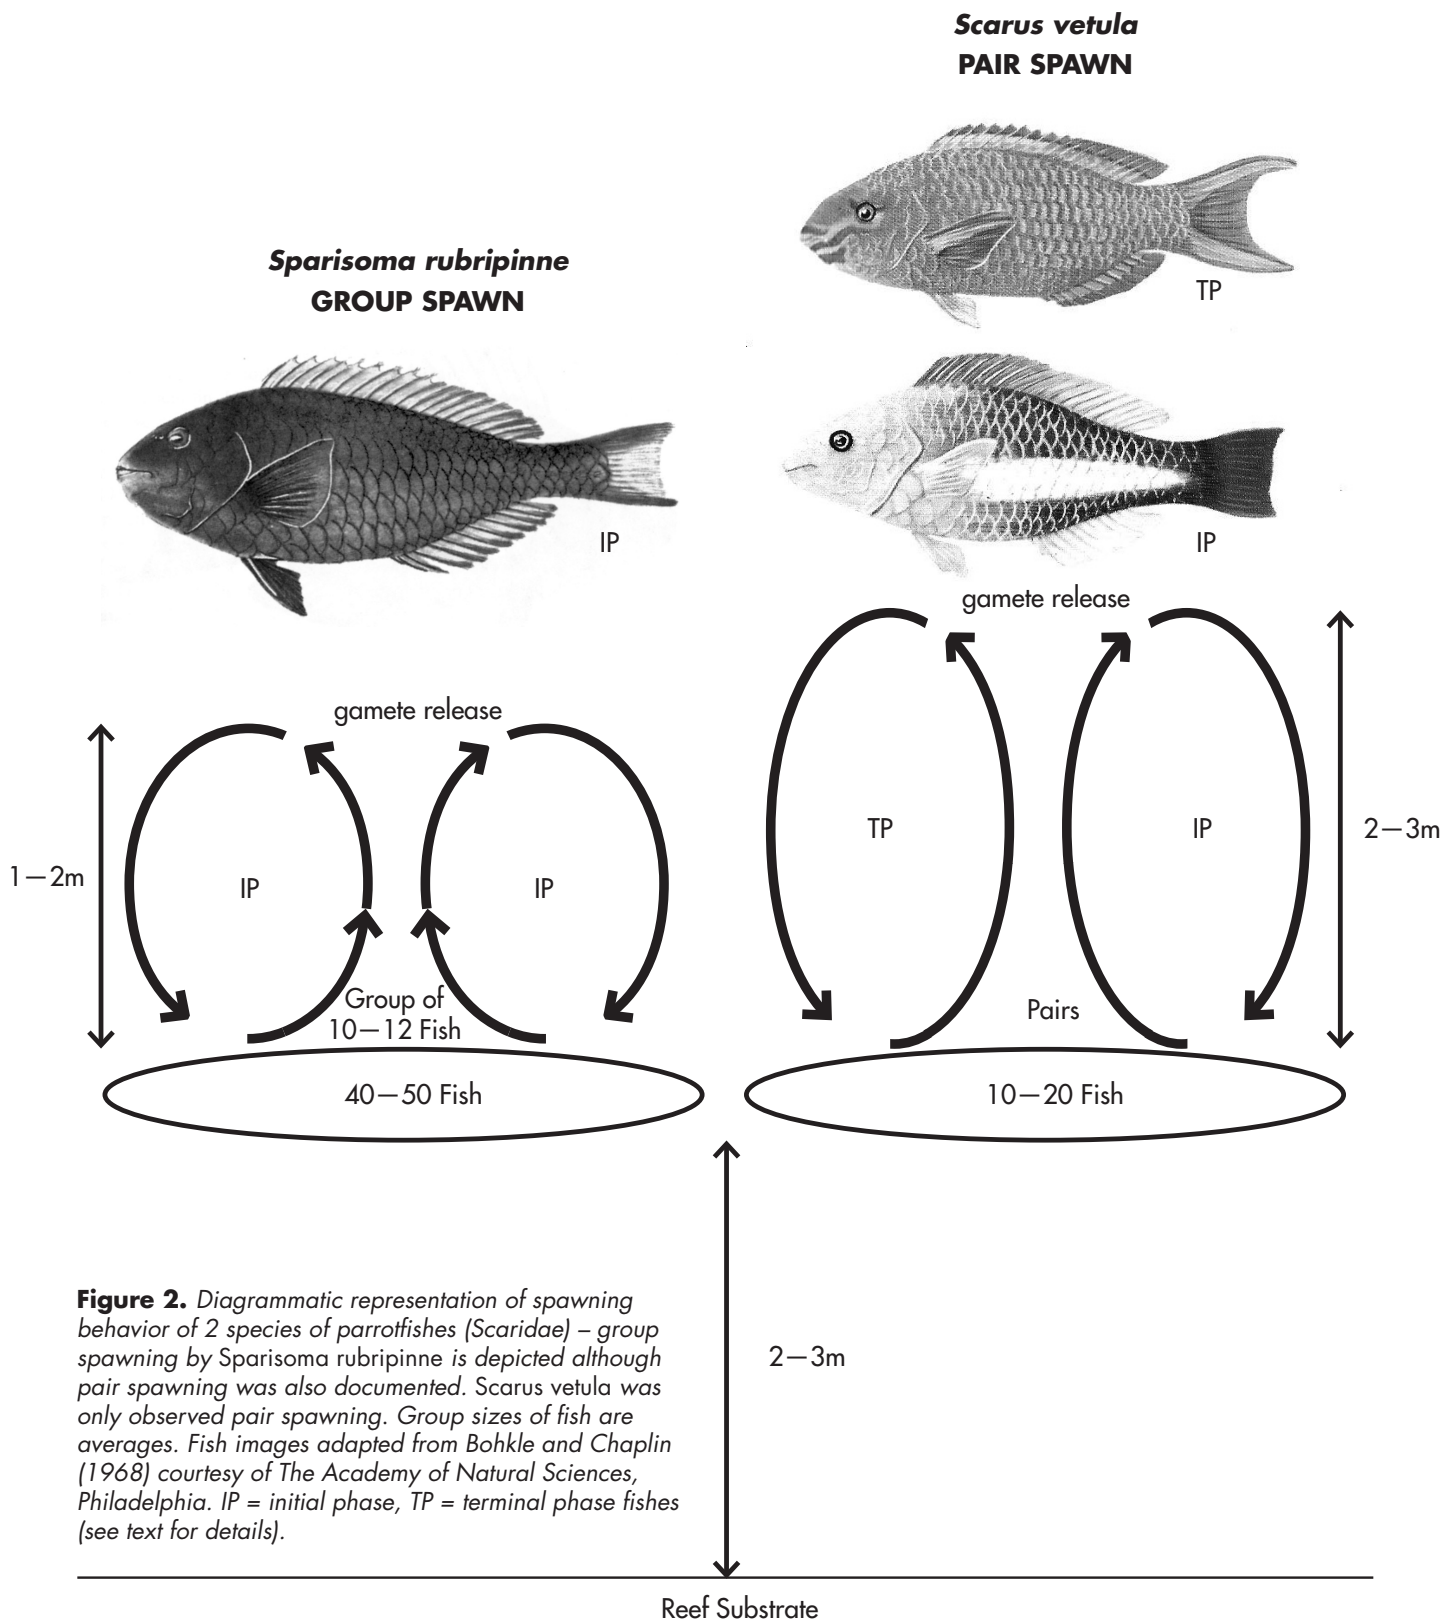 Scarus vetula
PAIR SPAWN
TP
Sparisoma rubripinne
GROUP SPAWN
IP
IP
gamete release
gamete release
TP
IP
2—3m
1—2m
IP
IP
Group of
10—12 Fish
Pairs
40—50 Fish
10—20 Fish
2—3m
Figure 2. Diagrammatic representation of spawning
behavior of 2 species of parrotfishes (Scaridae) – group
spawning by Sparisoma rubripinne is depicted although
pair spawning was also documented. Scarus vetula was
only observed pair spawning. Group sizes of fish are
averages. Fish images adapted from Bohkle and Chaplin
(1968) courtesy of The Academy of Natural Sciences,
Philadelphia. IP = initial phase, TP = terminal phase fishes
(see text for details).
Reef Substrate